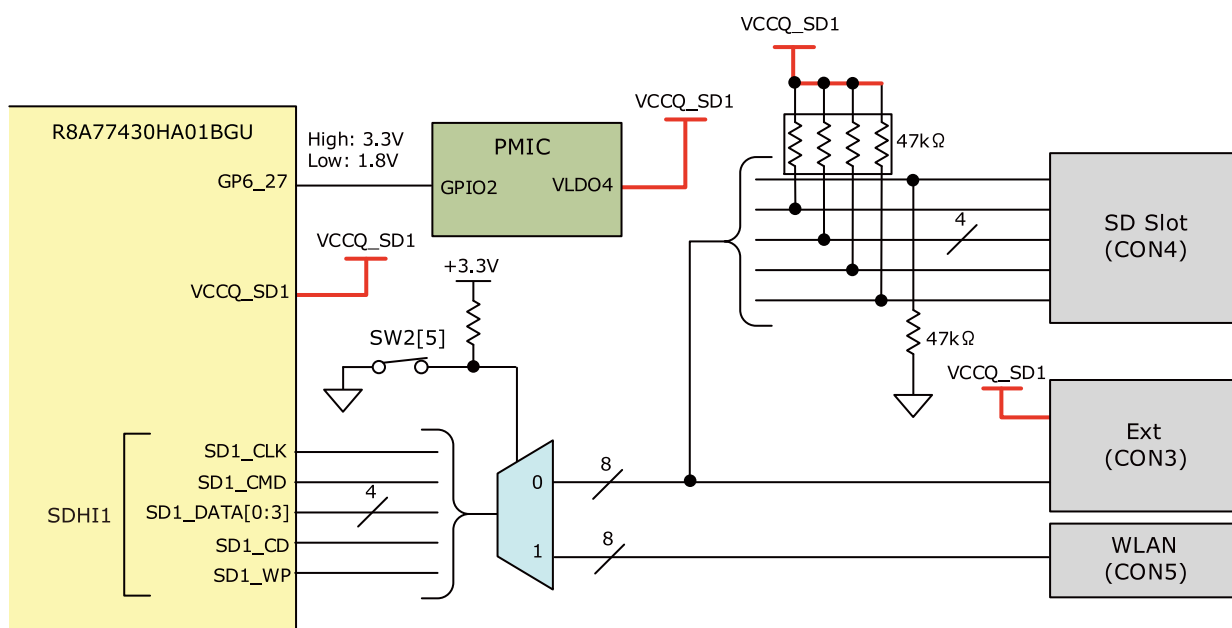 VCCQ_SD1
R8A77430HA01BGU
High: 3.3V
Low: 1.8V
GP6_27
PMIC
GPIO2
VLDO4
VCCQ_SD1
47kΩ
4
SD Slot
(CON4)
VCCQ_SD1
VCCQ_SD1
+3.3V
SW2[5]
47kΩ
VCCQ_SD1
Ext
(CON3)
SDHI1
SD1_CLK
SD1_CMD
SD1_DATA[0:3]
SD1_CD
SD1_WP
4
0
1
8
8
WLAN
(CON5)